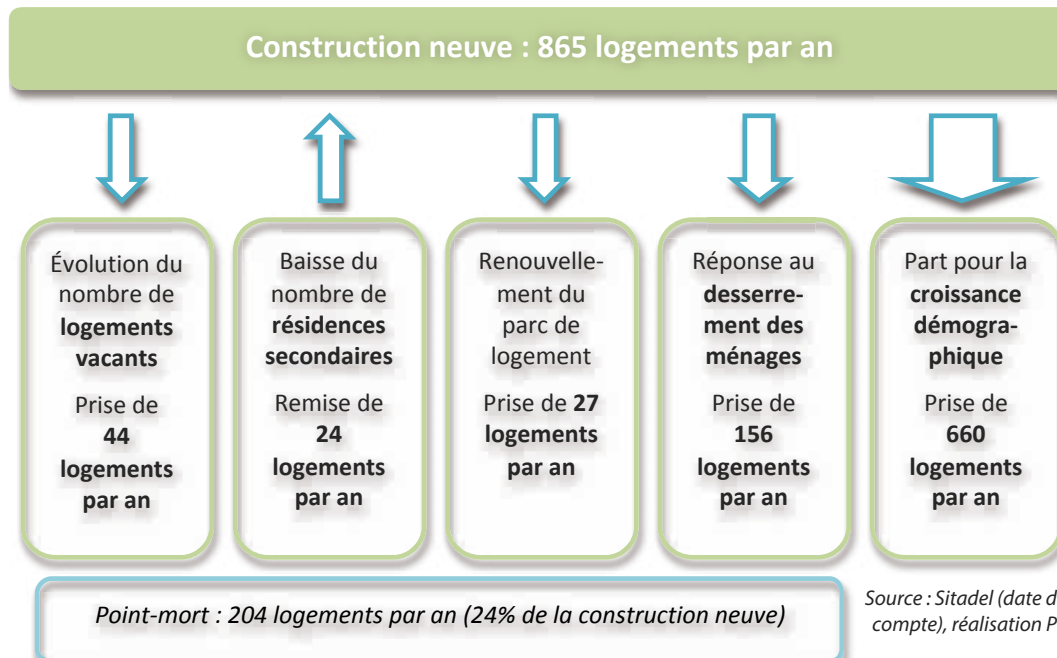 Construction neuve : 865 logements par an
Évolution du
nombre de
logements
vacants
Prise de
44
logements
par an
Baisse du
nombre de
résidences
secondaires
Remise de
24
logements
par an
Renouvelle-
ment du
parc de
logement
Prise de 27
logements
par an
Réponse au
desserre-
ment des
ménages
Prise de
156
logements
par an
Part pour la
croissance
démogra-
phique
Prise de
660
logements
par an
Point-mort : 204 logements par an (24% de la construction neuve)
Source : Sitadel (date d
compte), réalisation P